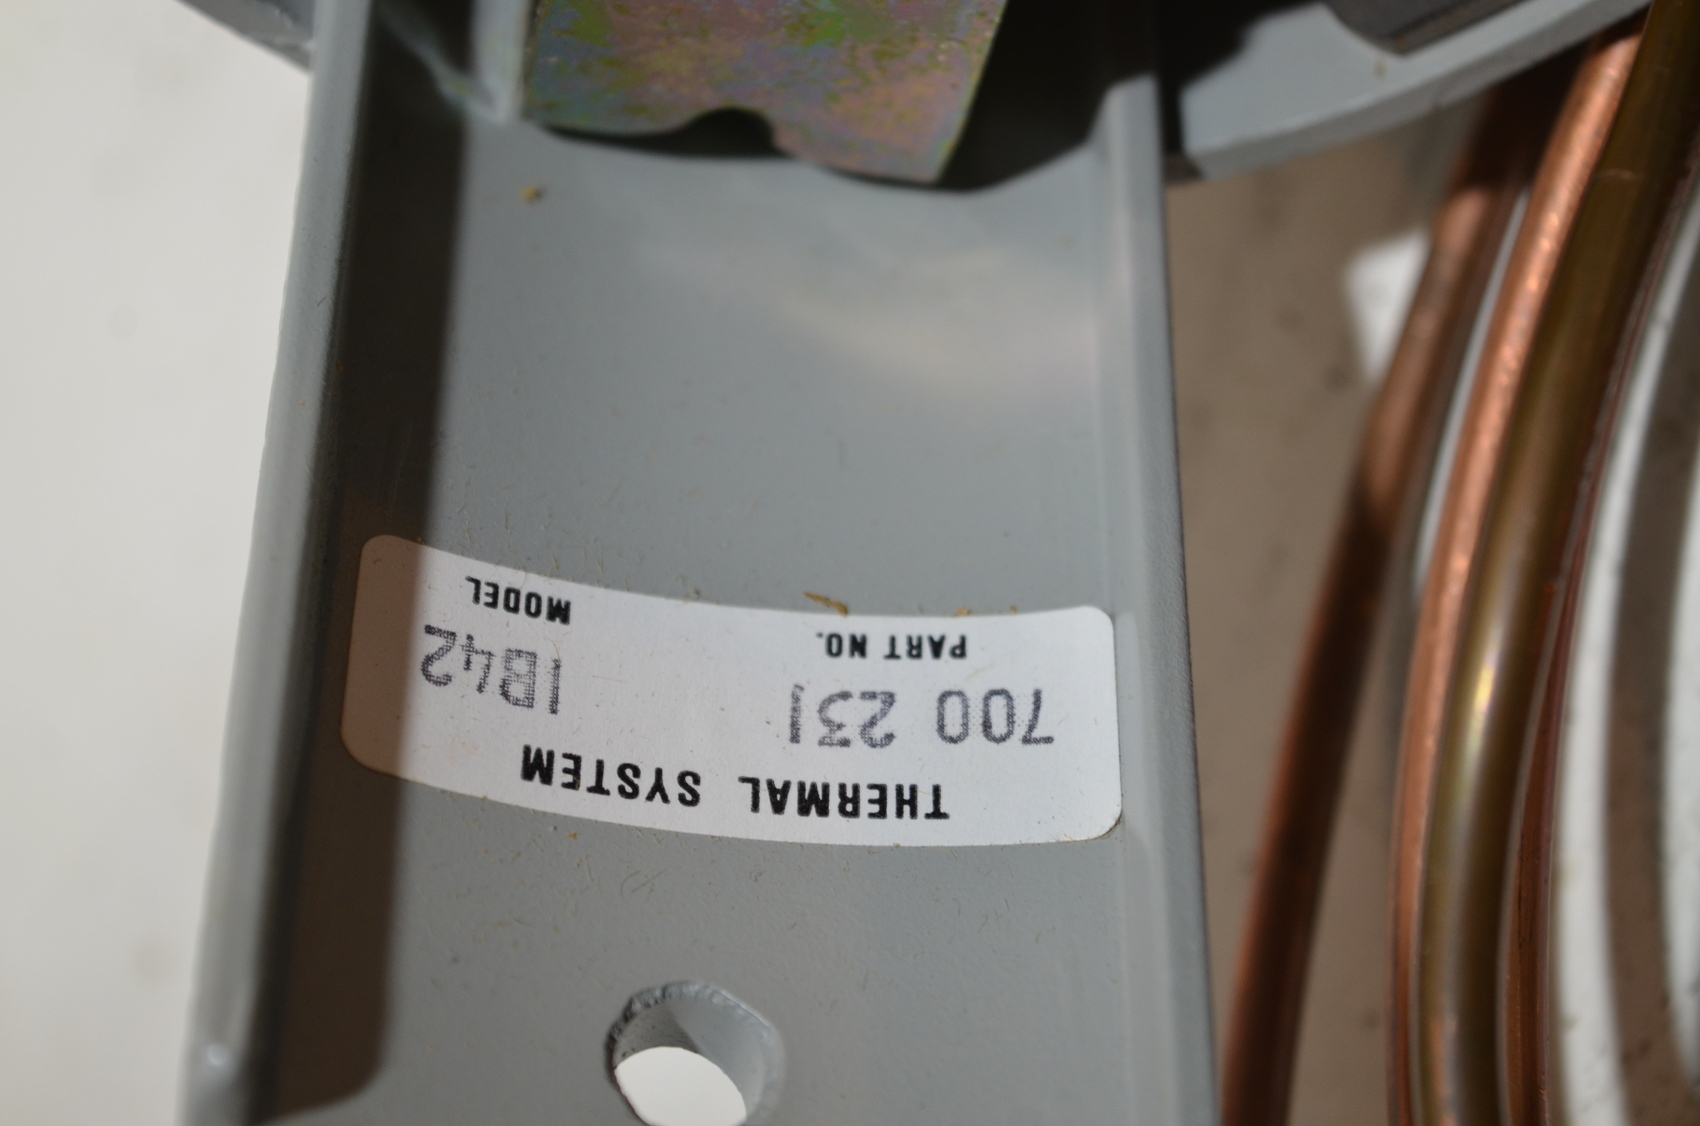 THERMAL SYSTEM
700 231 1B42
PART NO. MODEL